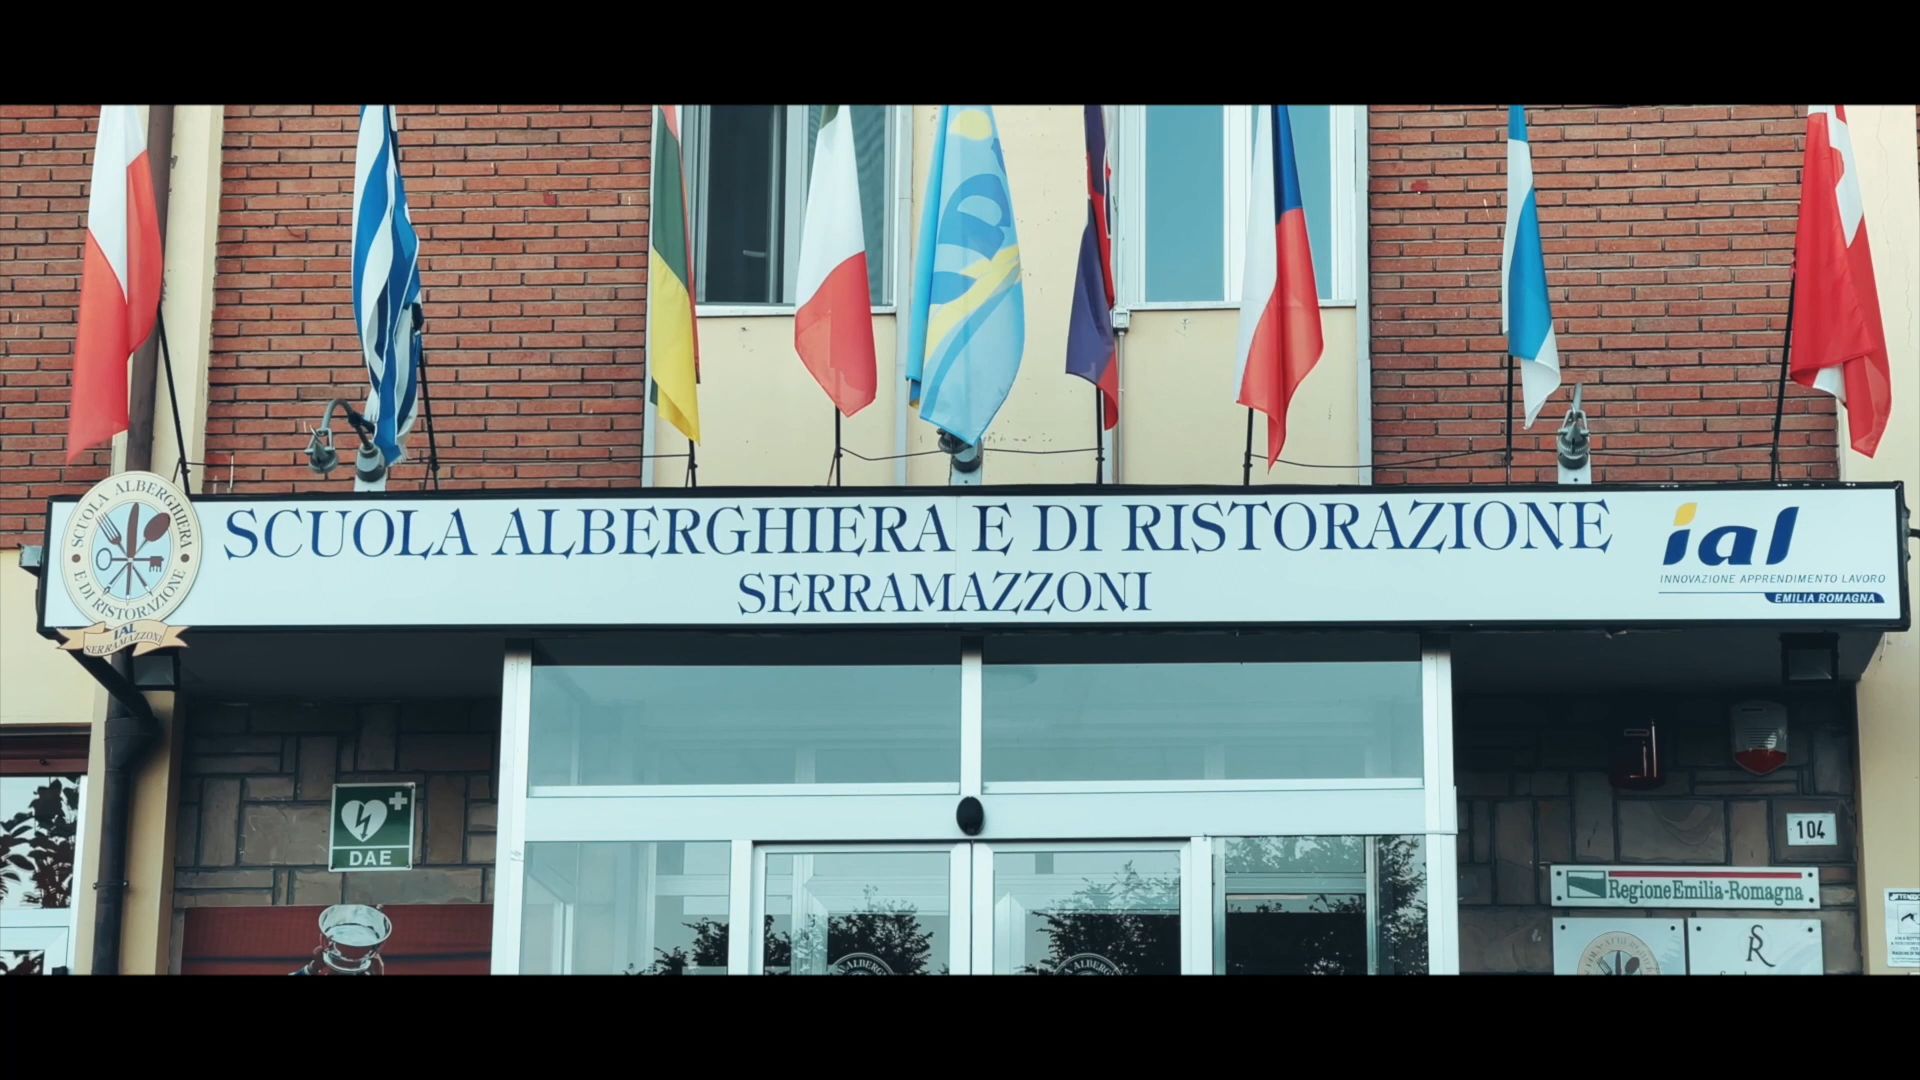 SCUOLA ALBERGHIERA E DI RISTORAZIONE
SERRAMAZZONI
SCUOLA ALBERGHIERA
E DI RISTORAZIONE
IAL
SERRAMAZZONI
ial
INNOVAZIONE APPRENDIMENTO LAVORO
EMILIA ROMAGNA
DAE
104
RegioneEmilia-Romagna
SR